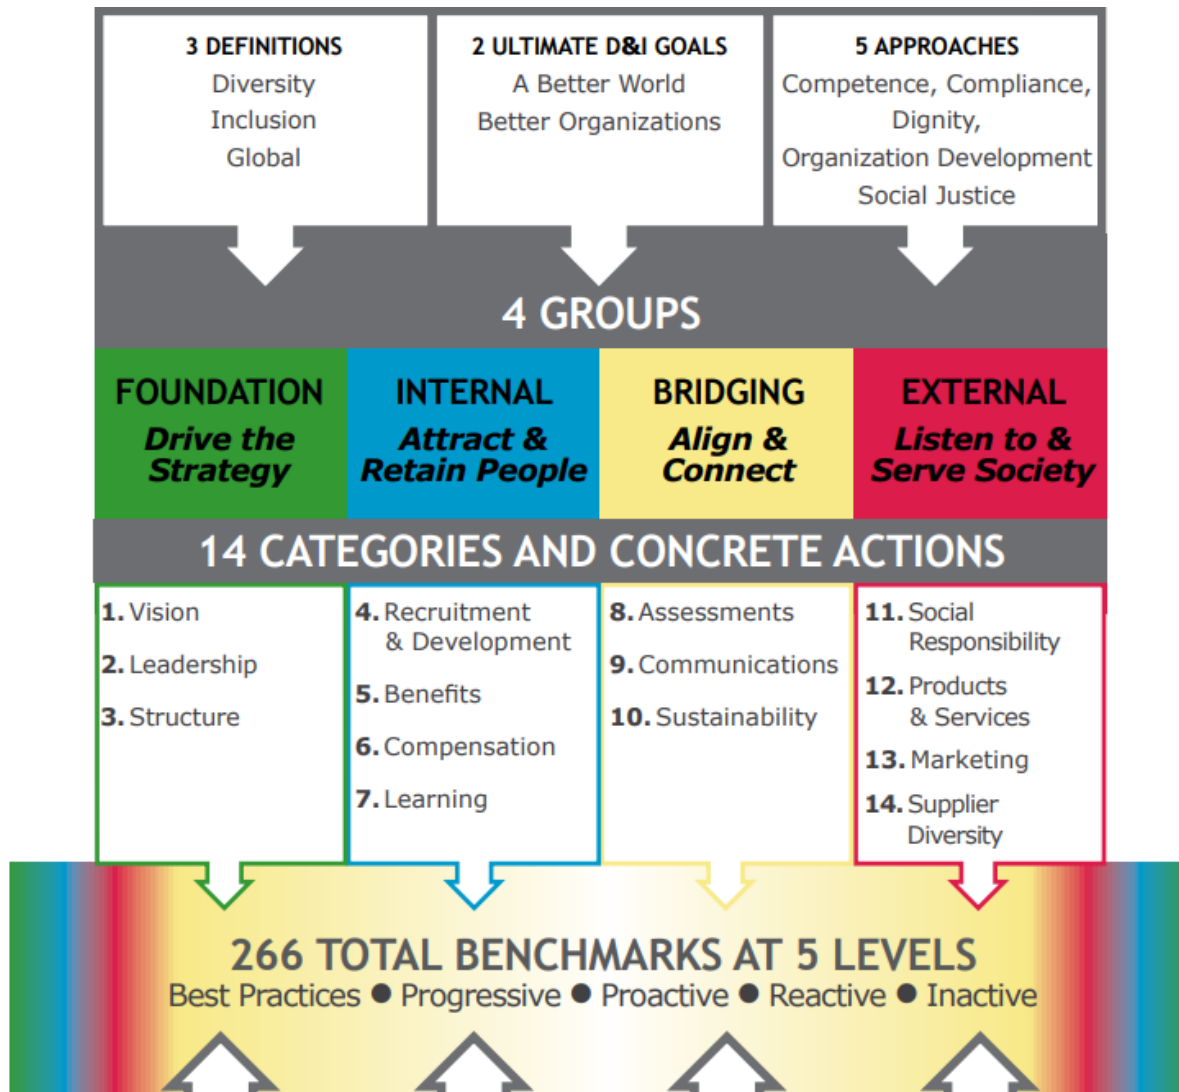 3 DEFINITIONS
Diversity
Inclusion
Global
2 ULTIMATE D&I GOALS
A Better World
Better Organizations
5 APPROACHES
Competence, Compliance,
Dignity,
Organization Development
Social Justice
4 GROUPS
FOUNDATION
Drive the
Strategy
INTERNAL
Attract &
Retain People
BRIDGING
Align &
Connect
EXTERNAL
Listen to &
Serve Society
14 CATEGORIES AND CONCRETE ACTIONS
1. Vision
2. Leadership
3. Structure
4. Recruitment
& Development
5. Benefits
6. Compensation
7. Learning
8. Assessments
9. Communications
10. Sustainability
11. Social
Responsibility
12. Products
& Services
13. Marketing
14. Supplier
Diversity
266 TOTAL BENCHMARKS AT 5 LEVELS
Best Practices ● Progressive ● Proactive ● Reactive ● Inactive